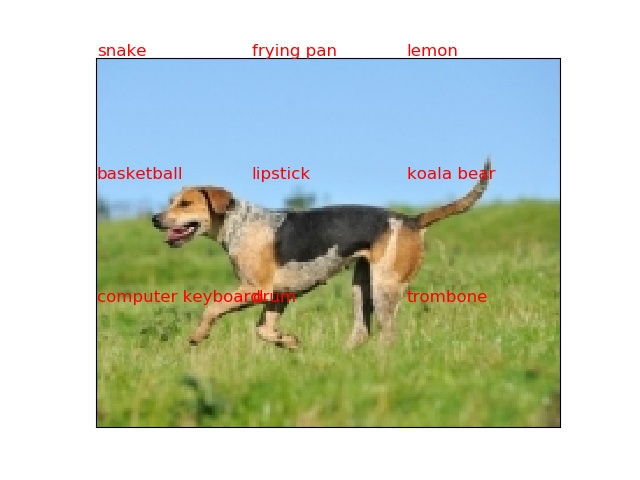 snake frying pan lemon
basketball lipstick koala bear
computer keyboard drum trombone